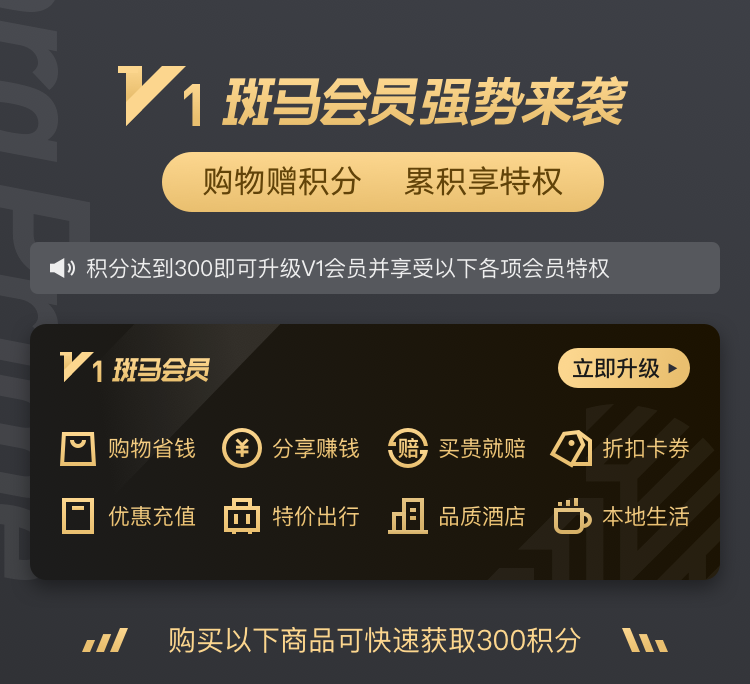 V1 斑马会员强势来袭
购物赠积分 累积享特权
积分达到300即可升级V1会员并享受以下各项会员特权
V1 斑马会员
立即升级
购物省钱 分享赚钱 买贵就赔 折扣卡券
赔
优惠充值 特价出行 品质酒店 本地生活
购买以下商品可快速获取300积分